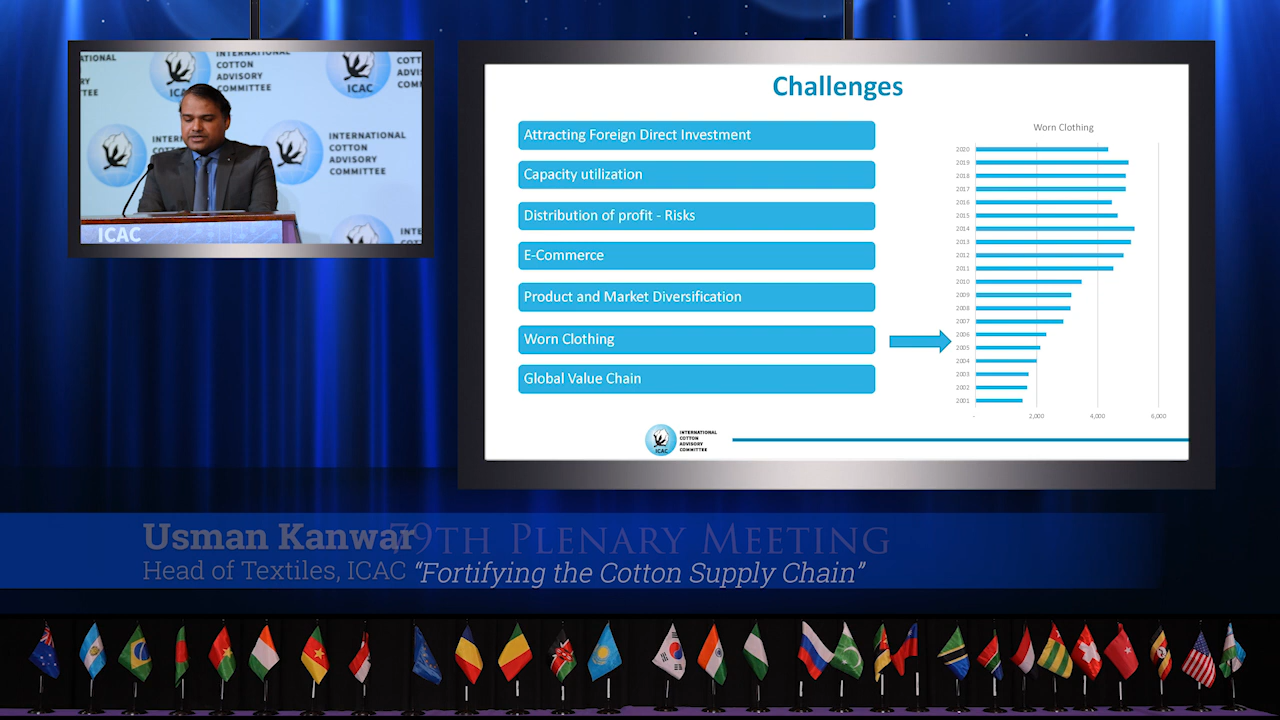 INTERNATIONAL
COTTON
ADVISORY
COMMITTEE
ICAC
INTERNATIONAL
COTTON
ADVISORY
COMMITTEE
ICAC
Challenges
Attracting Foreign Direct Investment
Capacity utilization
Distribution of profit - Risks
E-Commerce
Product and Market Diversification
Worn Clothing
Global Value Chain
Worn Clothing
2020
2019
2018
2017
2016
2015
2014
2013
2012
2011
2010
2009
2008
2007
2006
2005
2004
2003
2002
2001
- 2,000 4,000 6,000
ICAC
INTERNATIONAL
COTTON
ADVISORY
COMMITTEE
Usman Kanwar
Head of Textiles, ICAC
79th Plenary Meeting
“Fortifying the Cotton Supply Chain”